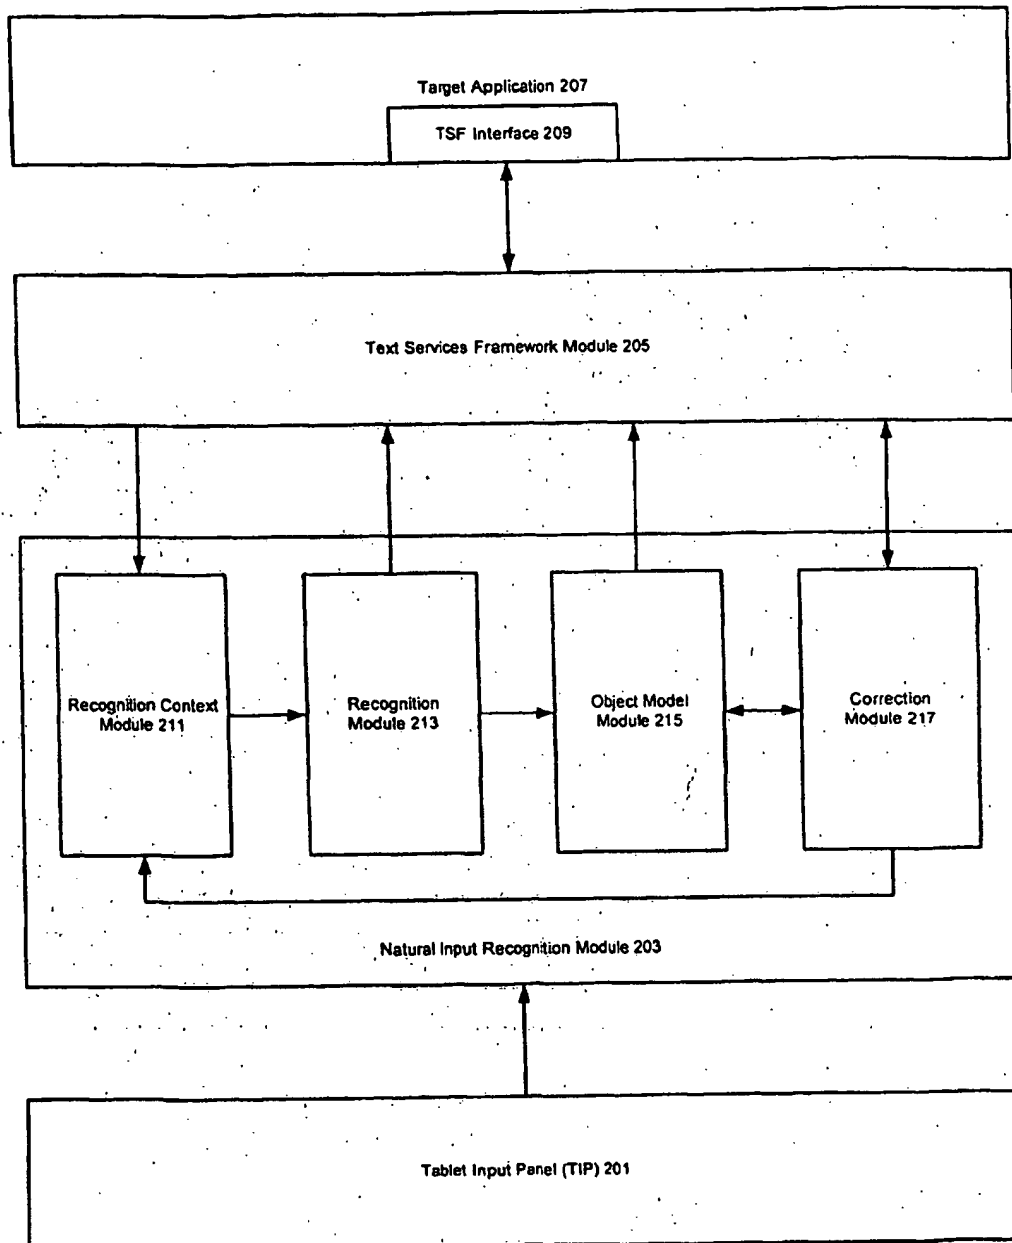 Target Application 207
TSF Interface 209
Text Services Framework Module 205
Recognition Context
Module 211
Recognition
Module 213
Object Model
Module 215
Correction
Module 217
Natural Input Recognition Module 203
Tablet Input Panel (TIP) 201